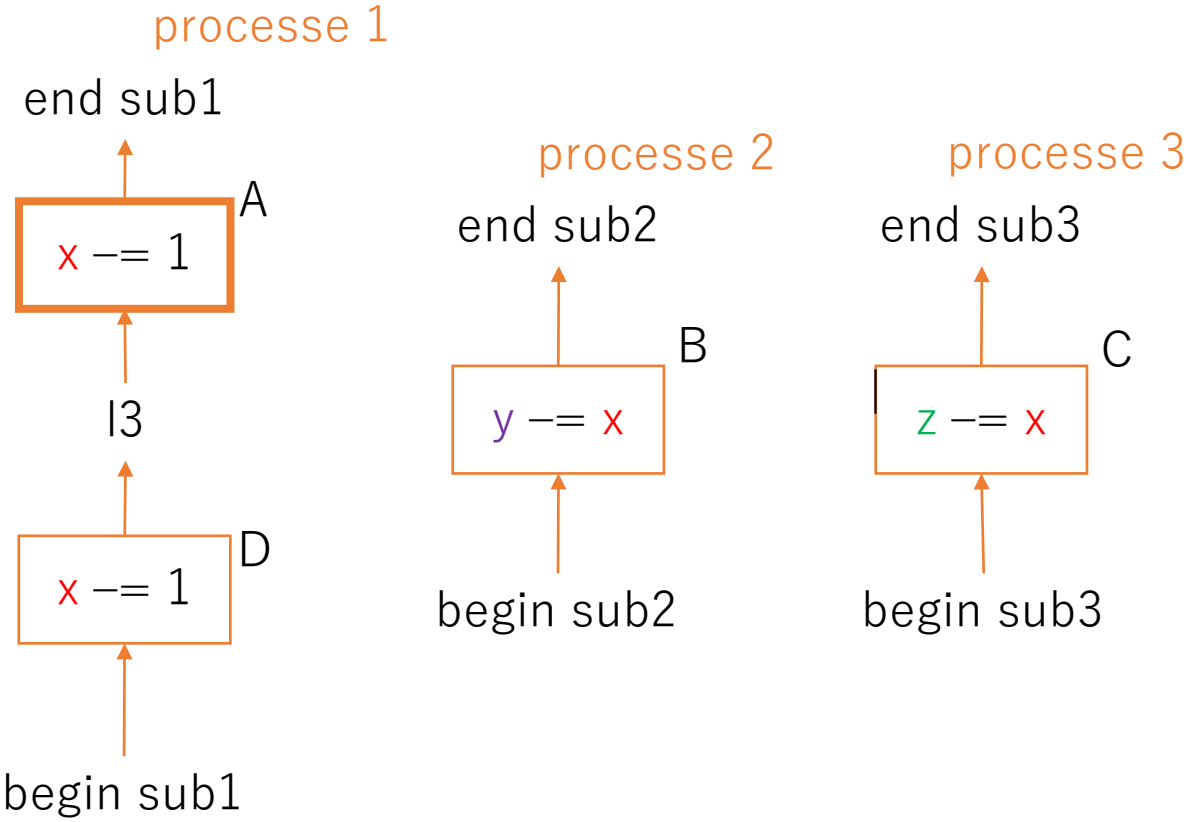 processe 1
end sub1
A
x −= 1
l3
D
x −= 1
begin sub1
processe 2
end sub2
B
y −= x
begin sub2
processe 3
end sub3
C
z −= x
begin sub3